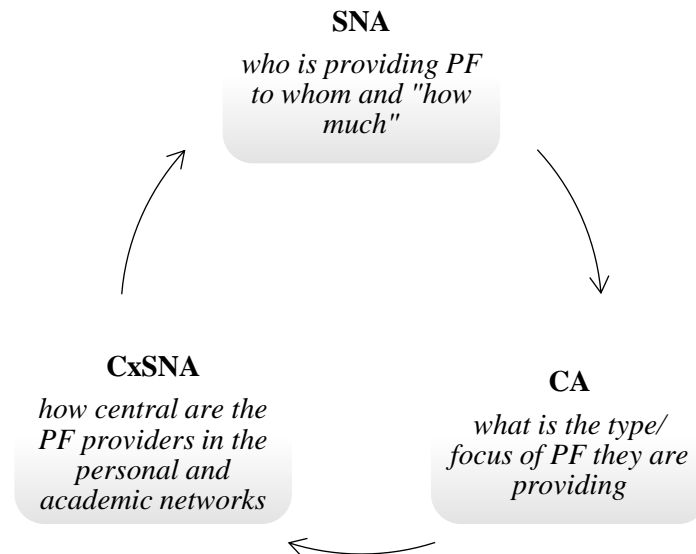 SNA
who is providing PF
to whom and "how
much"
CxSNA
how central are the
PF providers in the
personal and
academic networks
CA
what is the type/
focus of PF they are
providing